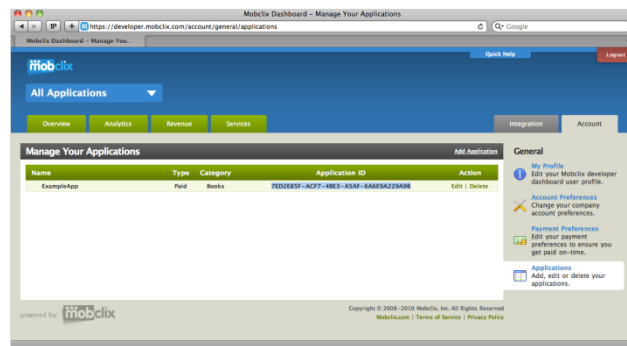 Mobclix Dashboard - Manage Your Applications
https://developer.mobclix.com/account/general/applications
Google
Mobclix Dashboard - Manage You...
Quick Help
Logout
mobclix
All Applications
Overview
Analytics
Revenue
Services
Integration
Account
Manage Your Applications
Add Application
Name Type Category Application ID Action
ExampleApp Paid Books 7ED2E85F-ACF7-4BE3-A5AF-6A6E9A229A98 Edit | Delete
General
My Profile
Edit your Mobclix developer
dashboard user profile.
Account Preferences
Change your company
account preferences.
Payment Preferences
Edit your payment
preferences to ensure you
get paid on-time.
Applications
Add, edit or delete your
applications.
powered by: mobclix
Copyright © 2008-2010 Mobclix, Inc. All Rights Reserved
Mobclix.com | Terms of Service | Privacy Policy